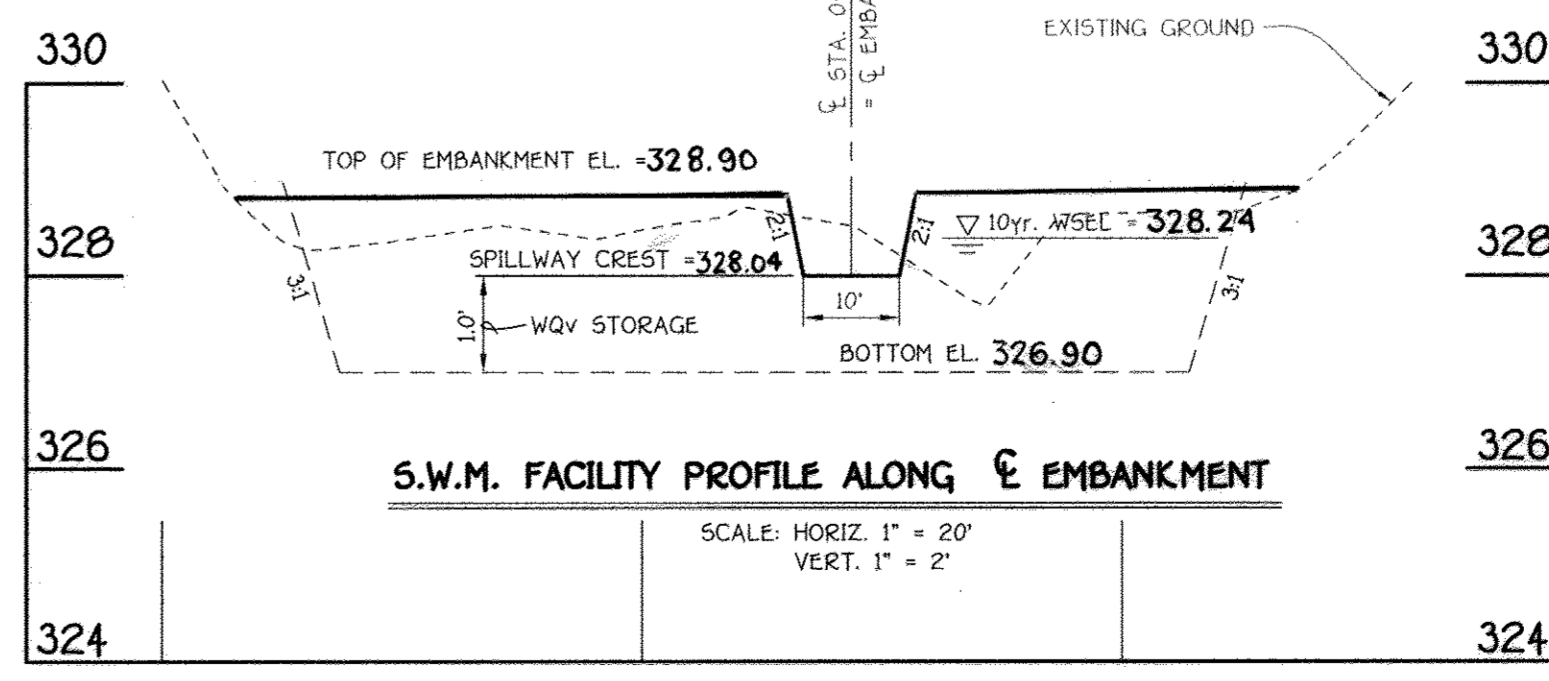 ℄ STA. 0
= ℄ EMBA
EXISTING GROUND
330
330
TOP OF EMBANKMENT EL. =328.90
328
328
2:1
2:1
10yr. WSEL = 328.24
SPILLWAY CREST =328.04
3:1
3:1
1.0'
WQv STORAGE
10'
BOTTOM EL. 326.90
326
326
S.W.M. FACILITY PROFILE ALONG ℄ EMBANKMENT
SCALE: HORIZ. 1" = 20'
VERT. 1" = 2'
324
324